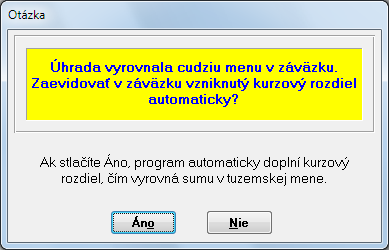 Otázka
Úhrada vyrovnala cudziu menu v záväzku.
Zaevidovať v záväzku vzniknutý kurzový rozdiel
automaticky?
Ak stlačíte Áno, program automaticky doplní kurzový
rozdiel, čím vyrovná sumu v tuzemskej mene.
Áno
Nie